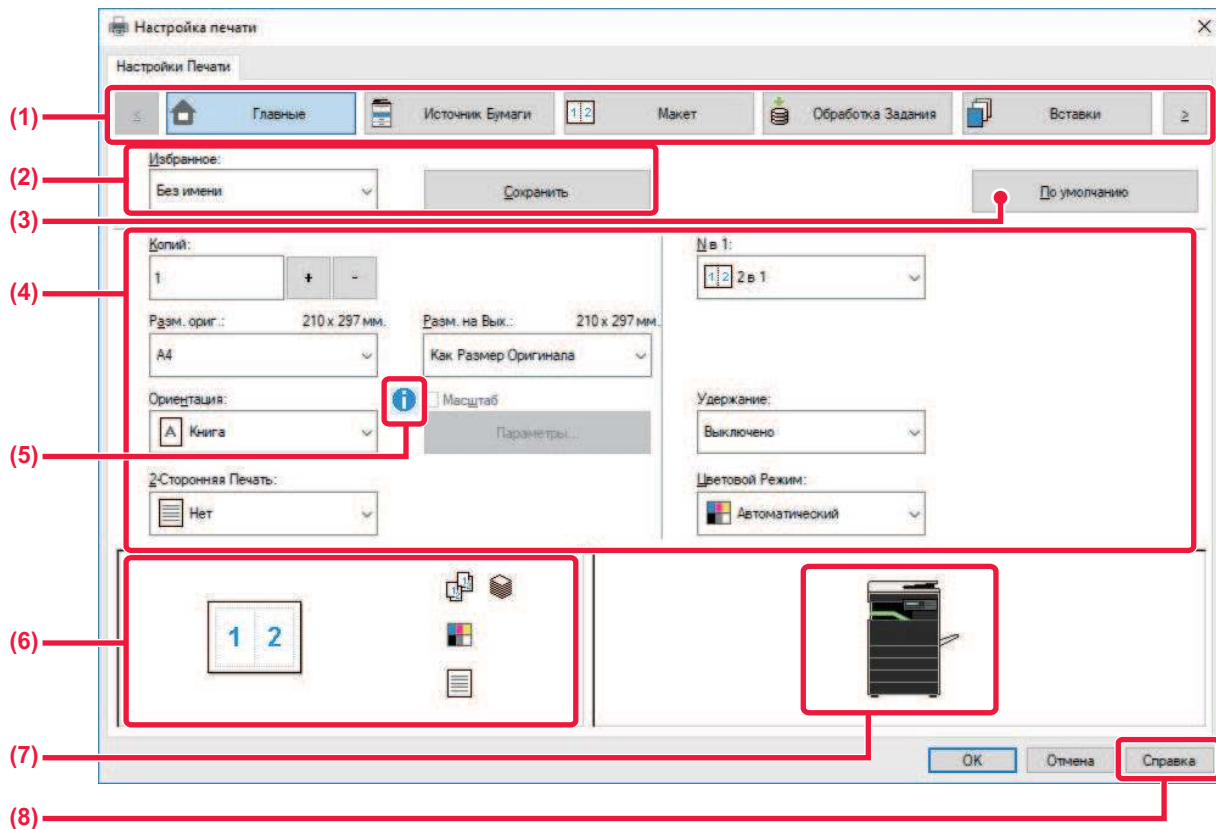 Настройка печати
Настройки Печати
(1)
<
Главные
Источник Бумаги
1 2
Макет
Обработка Задания
Вставки
>
(2)
Избранное:
Без имени
Сохранить
По умолчанию
(3)
(4)
Копий:
1
+
-
N в 1:
1 2
2 в 1
Разм. ориг.:
210 x 297 мм.
A4
Разм. на Вых.:
210 x 297 мм.
Как Размер Оригинала
Ориентация:
A
Книга
i
Масштаб
Параметры...
(5)
Удержание:
Выключено
2-Сторонняя Печать:
Нет
Цветовой Режим:
Автоматический
(6)
1 2
(7)
OK
Отмена
Справка
(8)